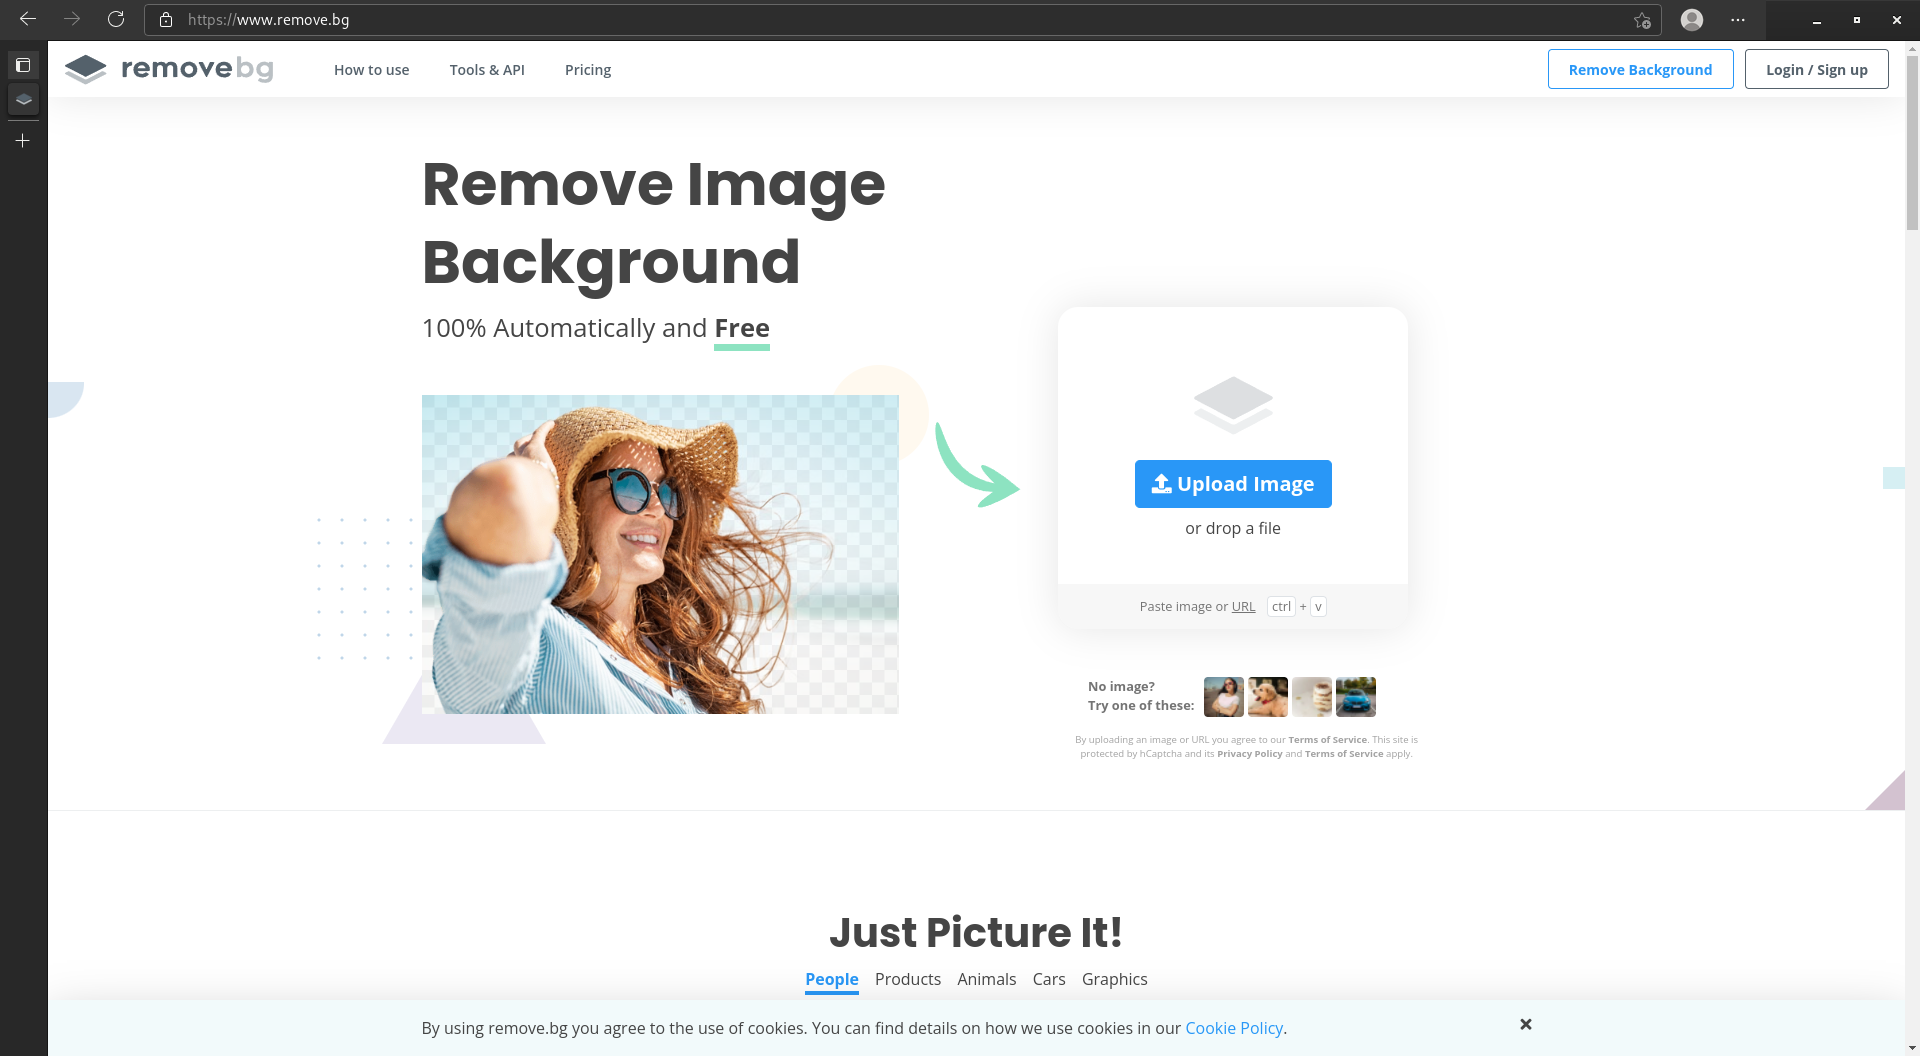 https://www.remove.bg
removebg
How to use
Tools & API
Pricing
Remove Background
Login / Sign up
Remove Image
Background
100% Automatically and Free
Upload Image
or drop a file
Paste image or URL ctrl + v
No image?
Try one of these:
By uploading an image or URL you agree to our Terms of Service. This site is
protected by hCaptcha and its Privacy Policy and Terms of Service apply.
Just Picture It!
People Products Animals Cars Graphics
By using remove.bg you agree to the use of cookies. You can find details on how we use cookies in our Cookie Policy.